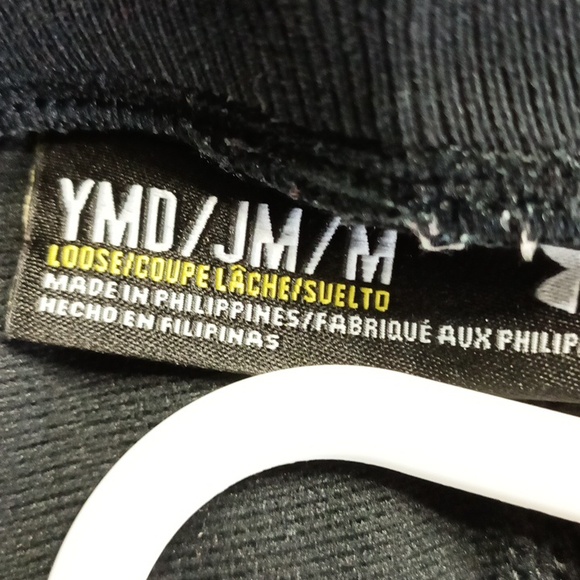 YMD/JM/M
LOOSE/COUPE LÂCHE/SUELTO
MADE IN PHILIPPINES/FABRIQUÉ AUX PHILIP
HECHO EN FILIPINAS